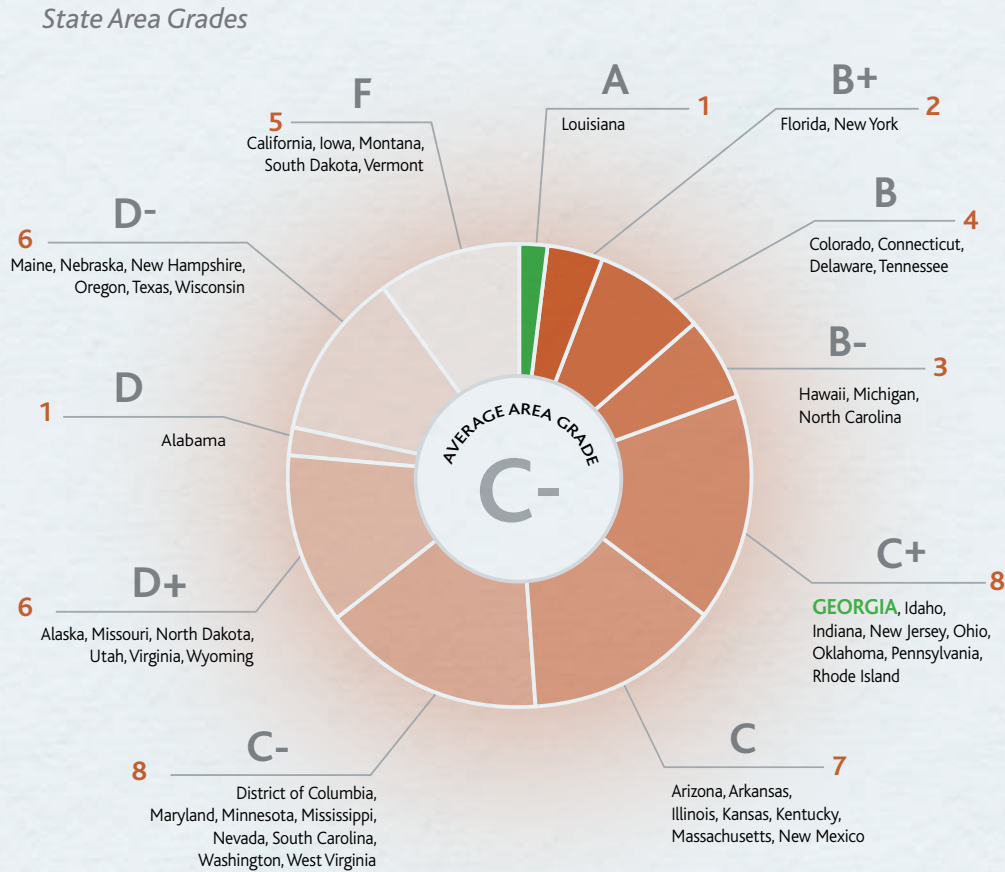 State Area Grades
A
1
Louisiana
B+
2
Florida, New York
B
4
Colorado, Connecticut,
Delaware, Tennessee
B-
3
Hawaii, Michigan,
North Carolina
C+
8
GEORGIA, Idaho,
Indiana, New Jersey, Ohio,
Oklahoma, Pennsylvania,
Rhode Island
C
7
Arizona, Arkansas,
Illinois, Kansas, Kentucky,
Massachusetts, New Mexico
C-
8
District of Columbia,
Maryland, Minnesota, Mississippi,
Nevada, South Carolina,
Washington, West Virginia
D+
6
Alaska, Missouri, North Dakota,
Utah, Virginia, Wyoming
D
1
Alabama
D-
6
Maine, Nebraska, New Hampshire,
Oregon, Texas, Wisconsin
F
5
California, Iowa, Montana,
South Dakota, Vermont
AVERAGE AREA GRADE
C-